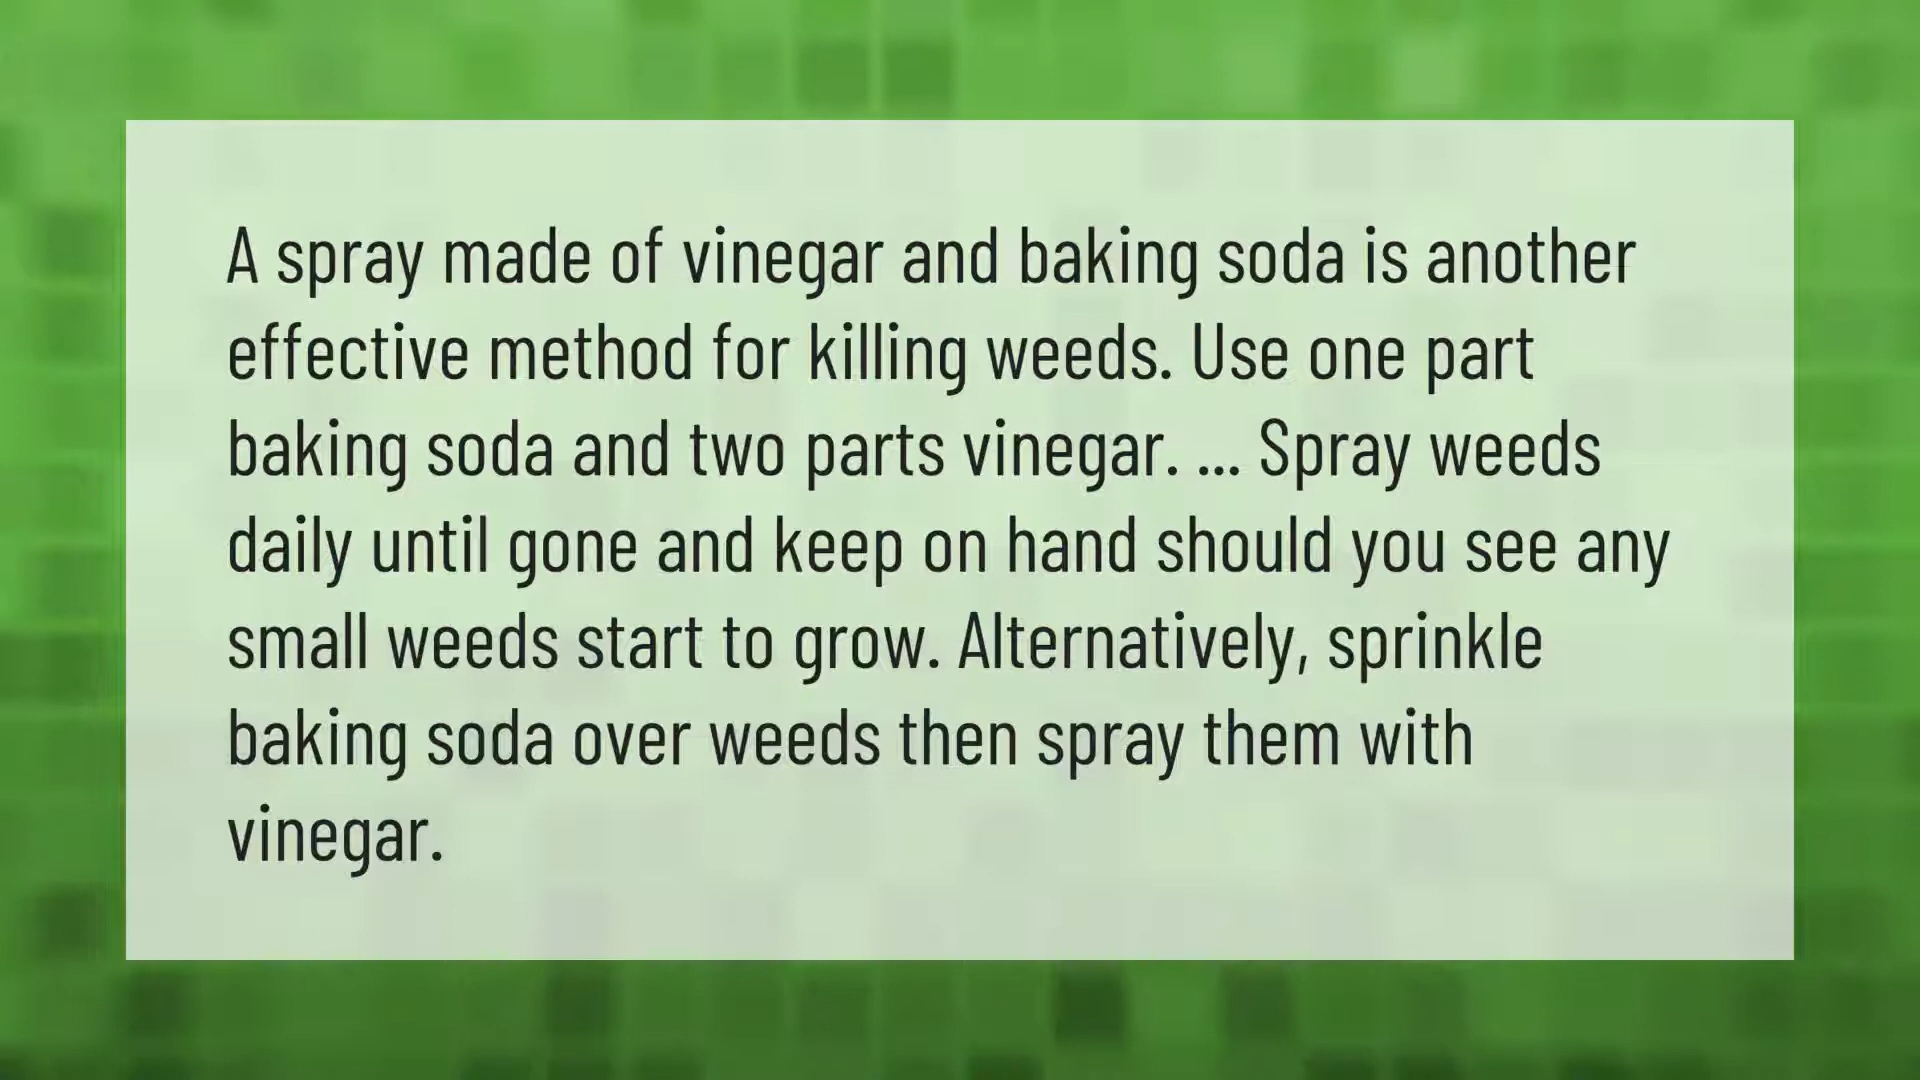 A spray made of vinegar and baking soda is another
effective method for killing weeds. Use one part
baking soda and two parts vinegar. ... Spray weeds
daily until gone and keep on hand should you see any
small weeds start to grow. Alternatively, sprinkle
baking soda over weeds then spray them with
vinegar.